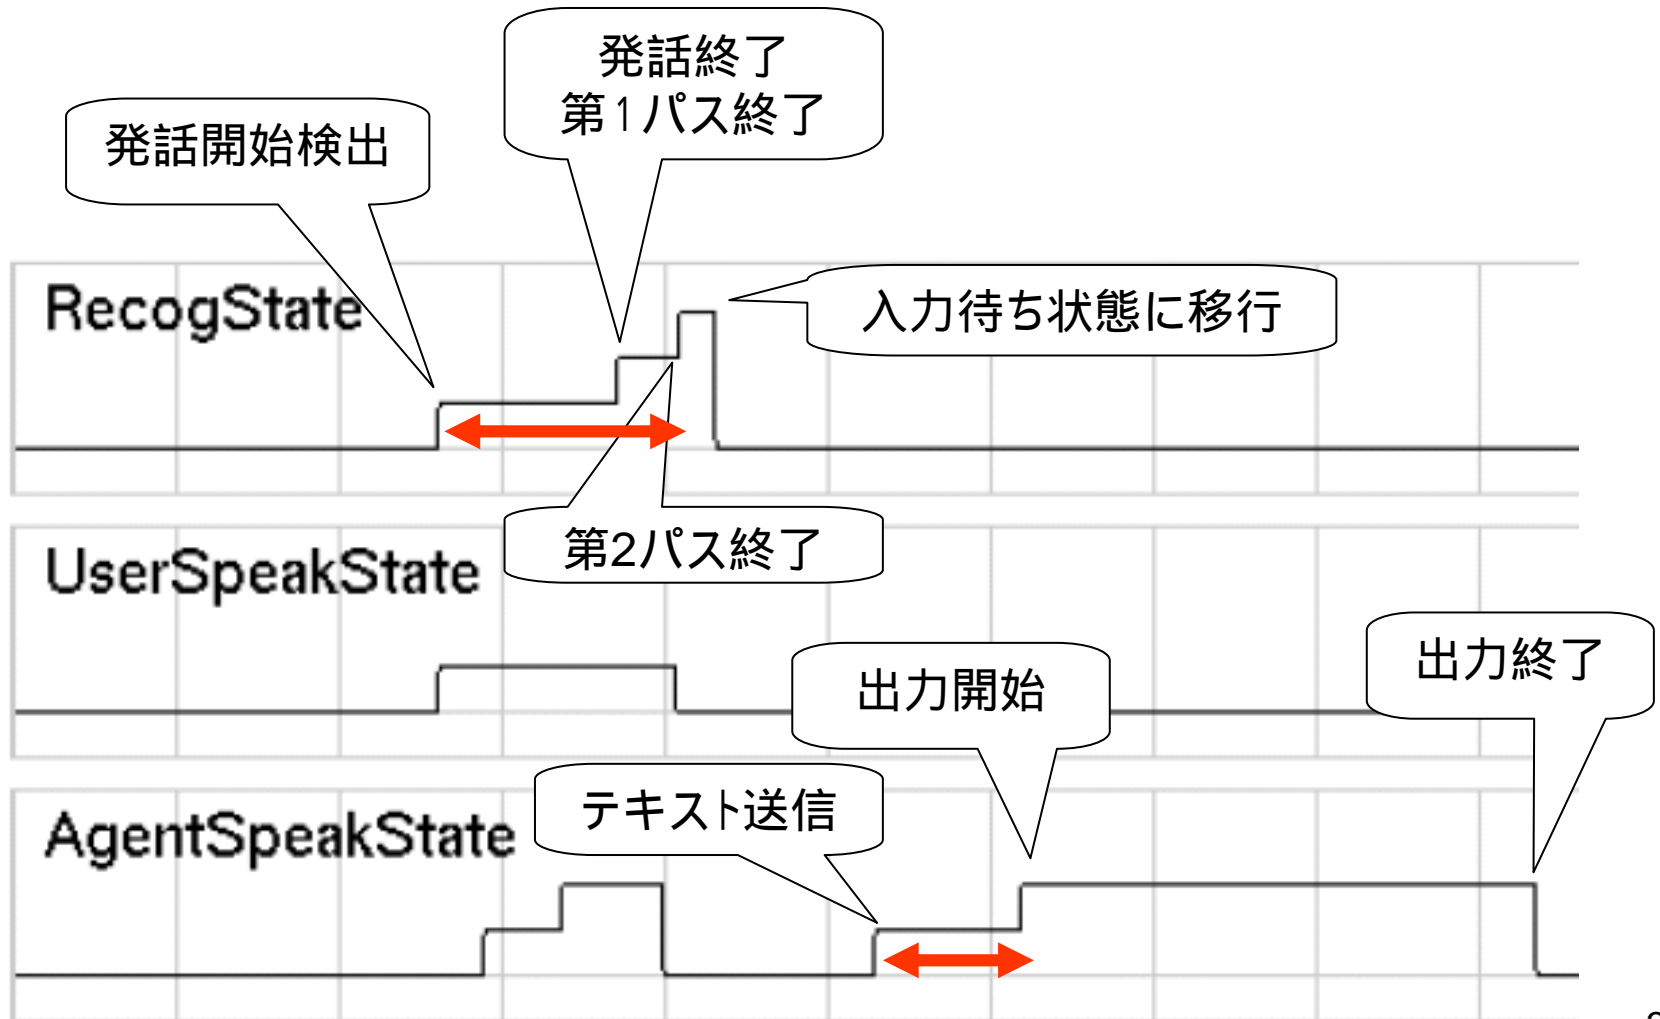 発話終了
第1パス終了
発話開始検出
RecogState
入力待ち状態に移行
第2パス終了
UserSpeakState
出力終了
出力開始
テキスト送信
AgentSpeakState